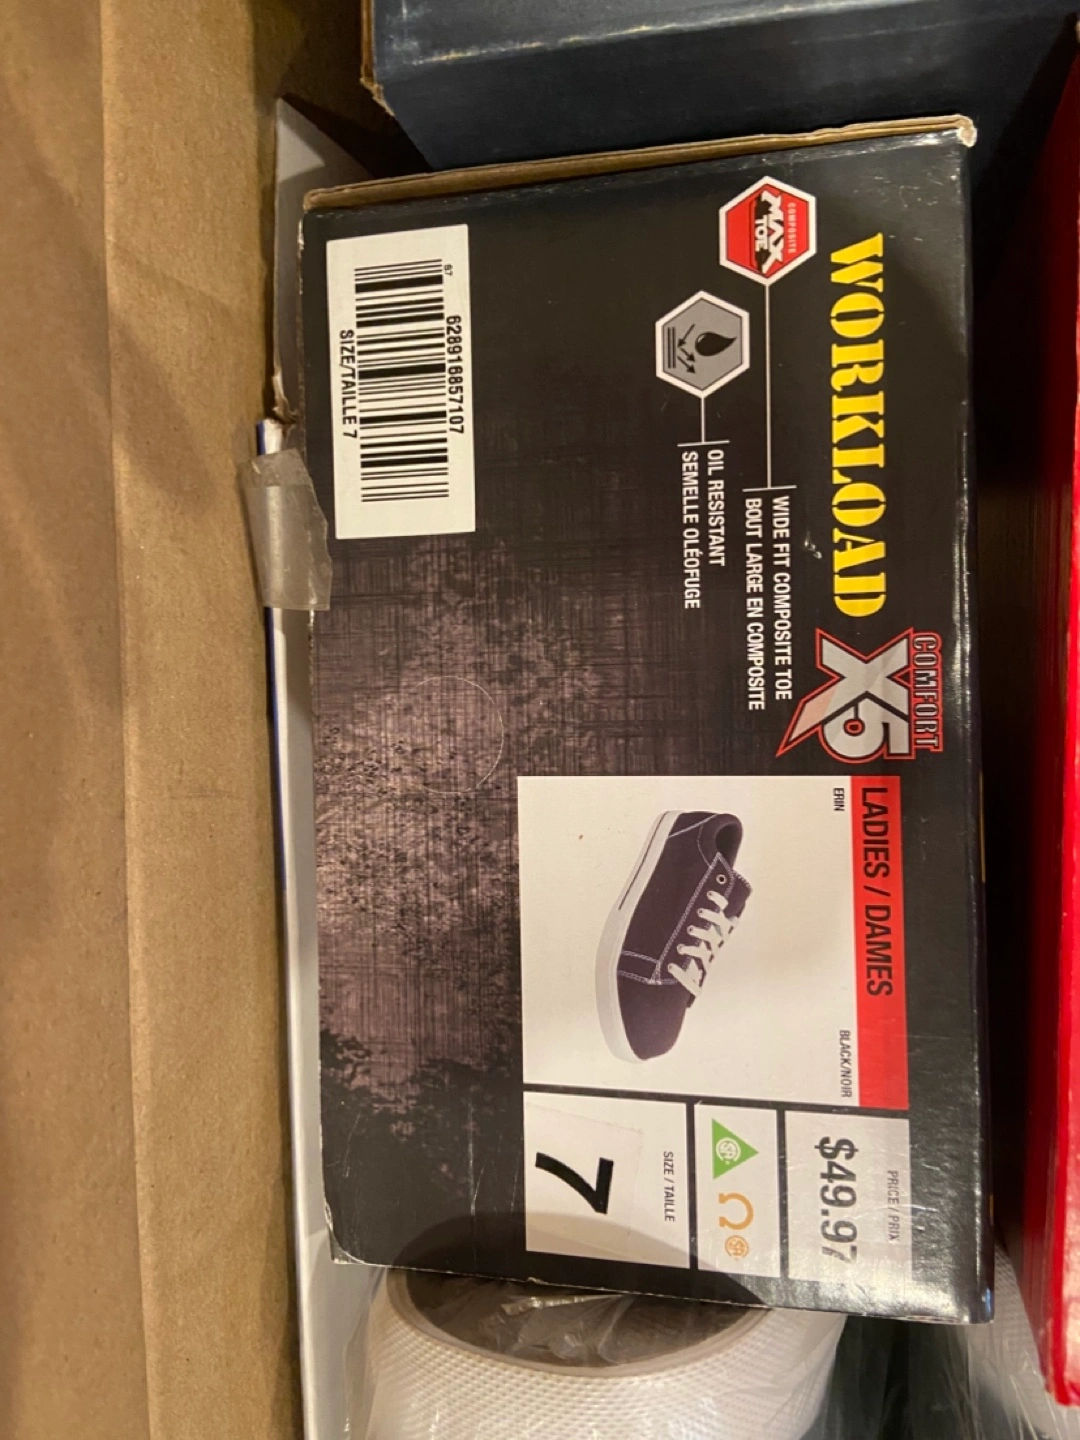 WORKLOAD
COMFORT
X5
COMPOSITE
MAX
TOE
WIDE FIT COMPOSITE TOE
BOUT LARGE EN COMPOSITE
OIL RESISTANT
SEMELLE OLÉOFUGE
67
628916857107
SIZE/TAILLE 7
LADIES / DAMES
ERIN
BLACK/NOIR
PRICE / PRIX
$49.97
SIZE / TAILLE
7